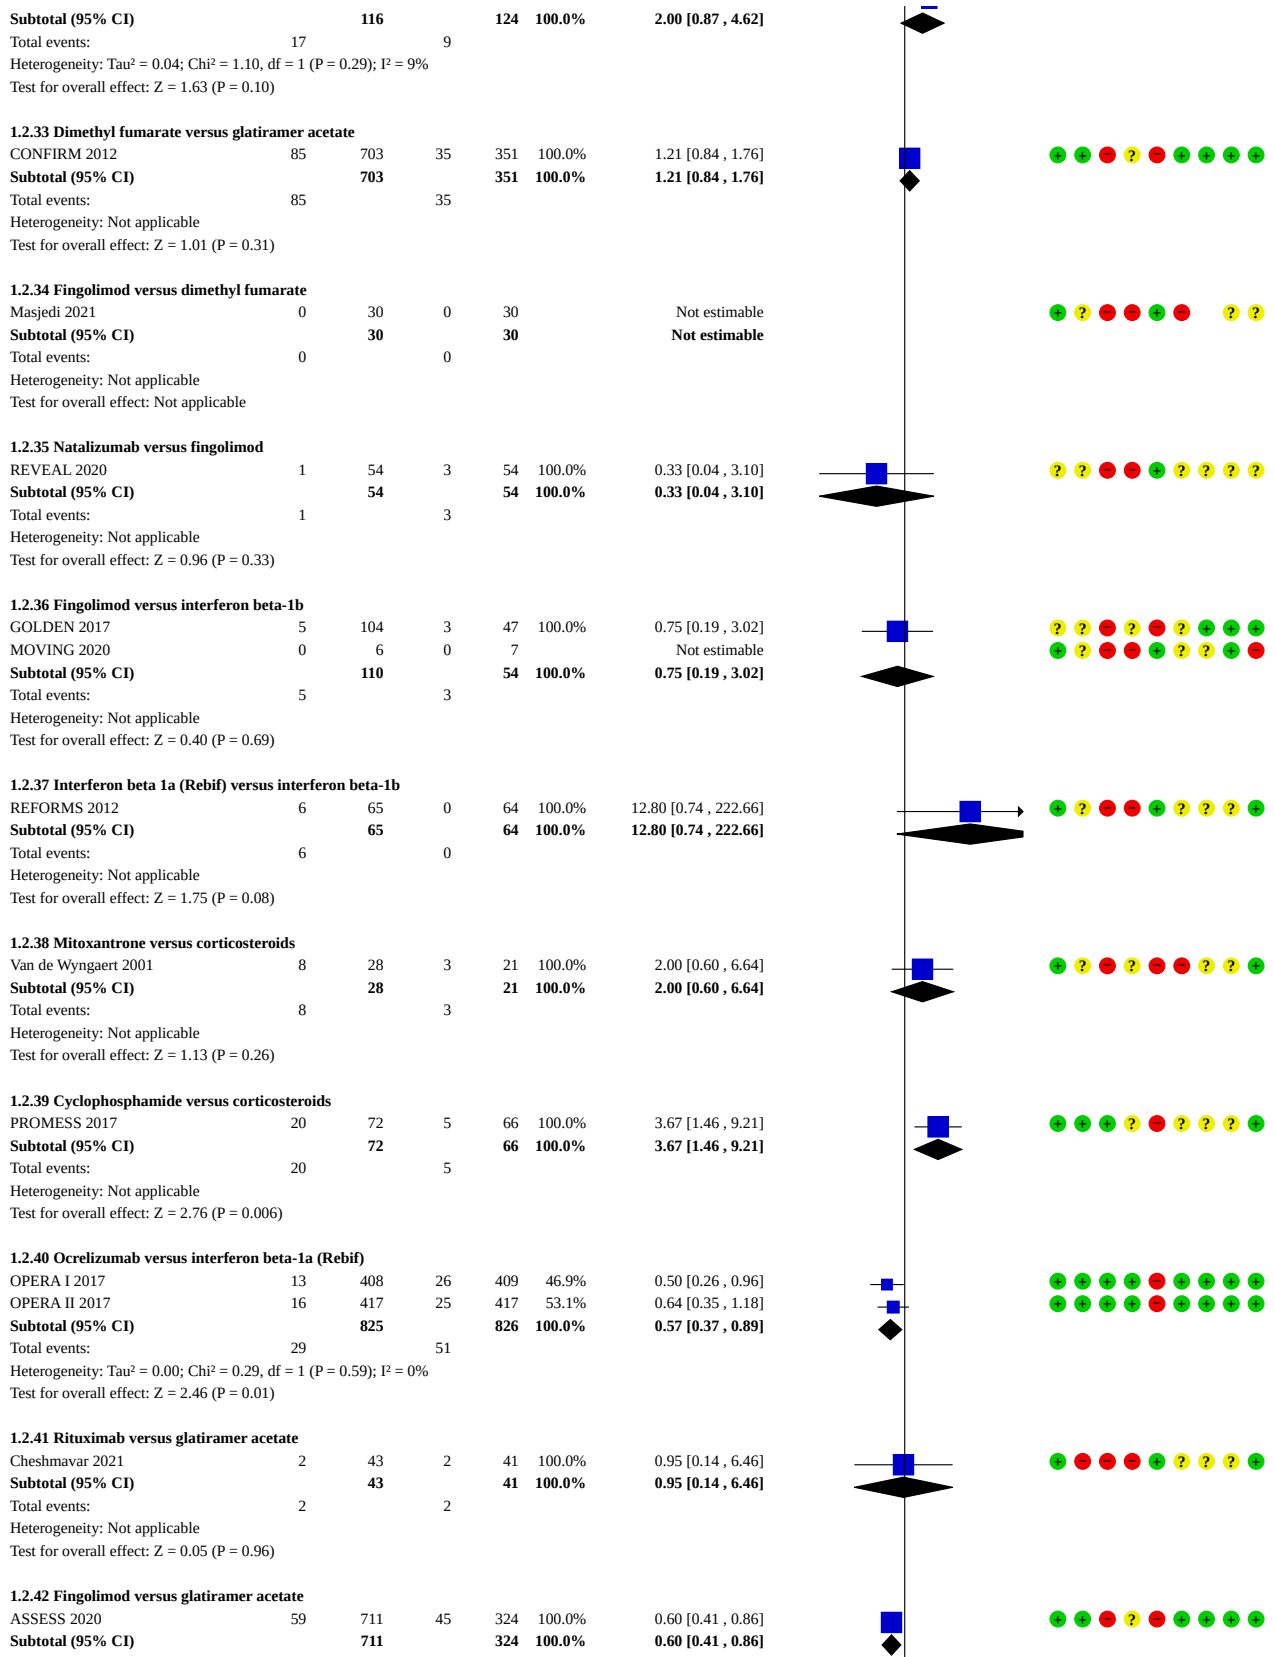 Subtotal (95% CI) 116 124 100.0% 2.00 [0.87 , 4.62]
Total events: 17 9
Heterogeneity: Tau² = 0.04; Chi² = 1.10, df = 1 (P = 0.29); I² = 9%
Test for overall effect: Z = 1.63 (P = 0.10)
1.2.33 Dimethyl fumarate versus glatiramer acetate
CONFIRM 2012 85 703 35 351 100.0% 1.21 [0.84 , 1.76] + + − ? − + + + +
Subtotal (95% CI) 703 351 100.0% 1.21 [0.84 , 1.76]
Total events: 85 35
Heterogeneity: Not applicable
Test for overall effect: Z = 1.01 (P = 0.31)
1.2.34 Fingolimod versus dimethyl fumarate
Masjedi 2021 0 30 0 30 Not estimable + ? − − + − ? ?
Subtotal (95% CI) 30 30 Not estimable
Total events: 0 0
Heterogeneity: Not applicable
Test for overall effect: Not applicable
1.2.35 Natalizumab versus fingolimod
REVEAL 2020 1 54 3 54 100.0% 0.33 [0.04 , 3.10] ? ? − − + ? ? ? ?
Subtotal (95% CI) 54 54 100.0% 0.33 [0.04 , 3.10]
Total events: 1 3
Heterogeneity: Not applicable
Test for overall effect: Z = 0.96 (P = 0.33)
1.2.36 Fingolimod versus interferon beta-1b
GOLDEN 2017 5 104 3 47 100.0% 0.75 [0.19 , 3.02] ? ? − ? − ? + + +
MOVING 2020 0 6 0 7 Not estimable + ? − − + ? ? + −
Subtotal (95% CI) 110 54 100.0% 0.75 [0.19 , 3.02]
Total events: 5 3
Heterogeneity: Not applicable
Test for overall effect: Z = 0.40 (P = 0.69)
1.2.37 Interferon beta 1a (Rebif) versus interferon beta-1b
REFORMS 2012 6 65 0 64 100.0% 12.80 [0.74 , 222.66] + ? − − + ? ? ? +
Subtotal (95% CI) 65 64 100.0% 12.80 [0.74 , 222.66]
Total events: 6 0
Heterogeneity: Not applicable
Test for overall effect: Z = 1.75 (P = 0.08)
1.2.38 Mitoxantrone versus corticosteroids
Van de Wyngaert 2001 8 28 3 21 100.0% 2.00 [0.60 , 6.64] + ? − ? − − ? ? +
Subtotal (95% CI) 28 21 100.0% 2.00 [0.60 , 6.64]
Total events: 8 3
Heterogeneity: Not applicable
Test for overall effect: Z = 1.13 (P = 0.26)
1.2.39 Cyclophosphamide versus corticosteroids
PROMESS 2017 20 72 5 66 100.0% 3.67 [1.46 , 9.21] + + + ? − ? ? ? +
Subtotal (95% CI) 72 66 100.0% 3.67 [1.46 , 9.21]
Total events: 20 5
Heterogeneity: Not applicable
Test for overall effect: Z = 2.76 (P = 0.006)
1.2.40 Ocrelizumab versus interferon beta-1a (Rebif)
OPERA I 2017 13 408 26 409 46.9% 0.50 [0.26 , 0.96] + + + + − + + + +
OPERA II 2017 16 417 25 417 53.1% 0.64 [0.35 , 1.18] + + + + − + + + +
Subtotal (95% CI) 825 826 100.0% 0.57 [0.37 , 0.89]
Total events: 29 51
Heterogeneity: Tau² = 0.00; Chi² = 0.29, df = 1 (P = 0.59); I² = 0%
Test for overall effect: Z = 2.46 (P = 0.01)
1.2.41 Rituximab versus glatiramer acetate
Cheshmavar 2021 2 43 2 41 100.0% 0.95 [0.14 , 6.46] + − − − + ? ? ? +
Subtotal (95% CI) 43 41 100.0% 0.95 [0.14 , 6.46]
Total events: 2 2
Heterogeneity: Not applicable
Test for overall effect: Z = 0.05 (P = 0.96)
1.2.42 Fingolimod versus glatiramer acetate
ASSESS 2020 59 711 45 324 100.0% 0.60 [0.41 , 0.86] + + − ? − + + + +
Subtotal (95% CI) 711 324 100.0% 0.60 [0.41 , 0.86]